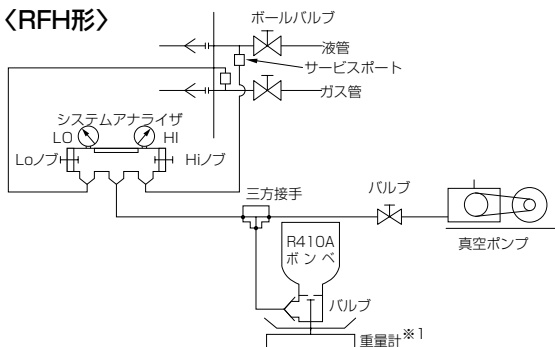 〈RFH形〉
ボールバルブ
液管
サービスポート
ガス管
システムアナライザ
LO
HI
Loノブ
Hiノブ
三方接手
バルブ
R410A
ボンベ
真空ポンプ
バルブ
重量計※1